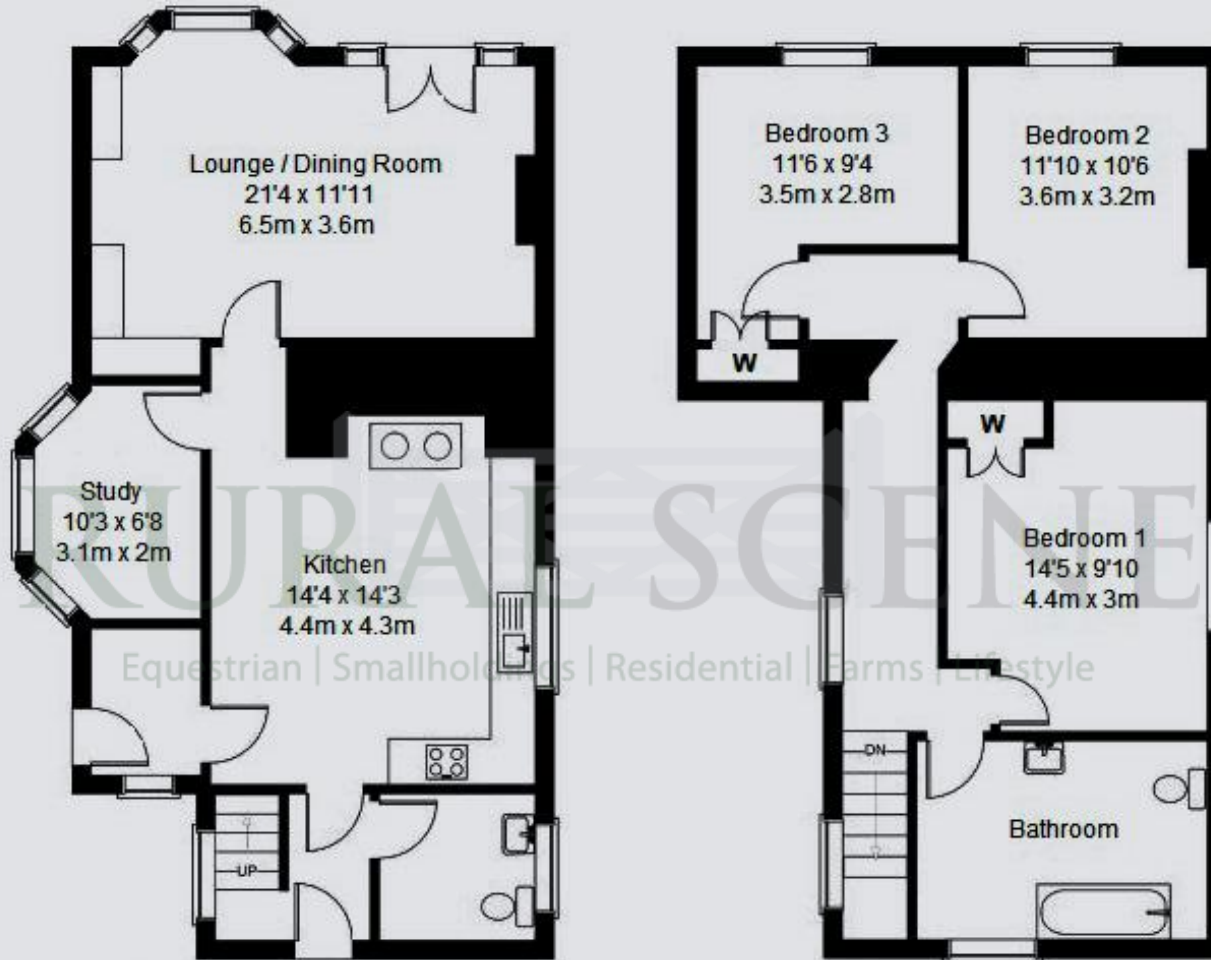 Lounge / Dining Room
21'4 x 11'11
6.5m x 3.6m
Bedroom 3
11'6 x 9'4
3.5m x 2.8m
Bedroom 2
11'10 x 10'6
3.6m x 3.2m
W
W
Study
10'3 x 6'8
3.1m x 2m
Kitchen
14'4 x 14'3
4.4m x 4.3m
Bedroom 1
14'5 x 9'10
4.4m x 3m
RURAL SCENE
Equestrian | Smallholdings | Residential | Farms | Lifestyle
DN
UP
Bathroom